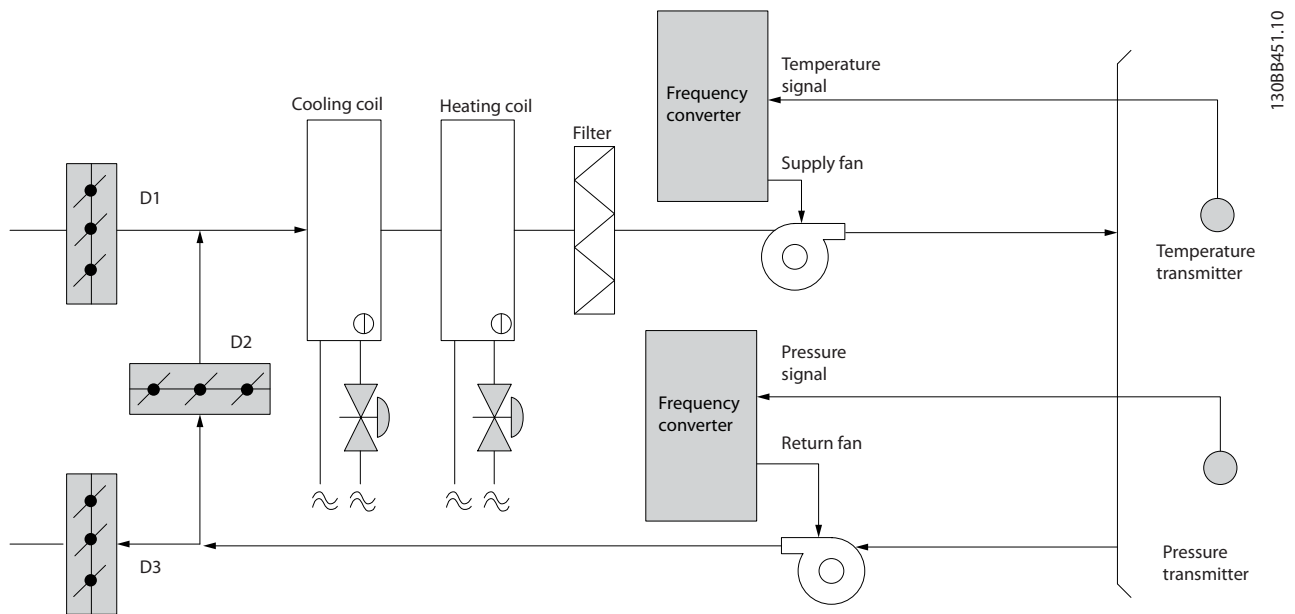 130BB451.10
Temperature
signal
Frequency
converter
Cooling coil
Heating coil
Filter
Supply fan
D1
Temperature
transmitter
D2
Pressure
signal
Frequency
converter
Return fan
D3
Pressure
transmitter